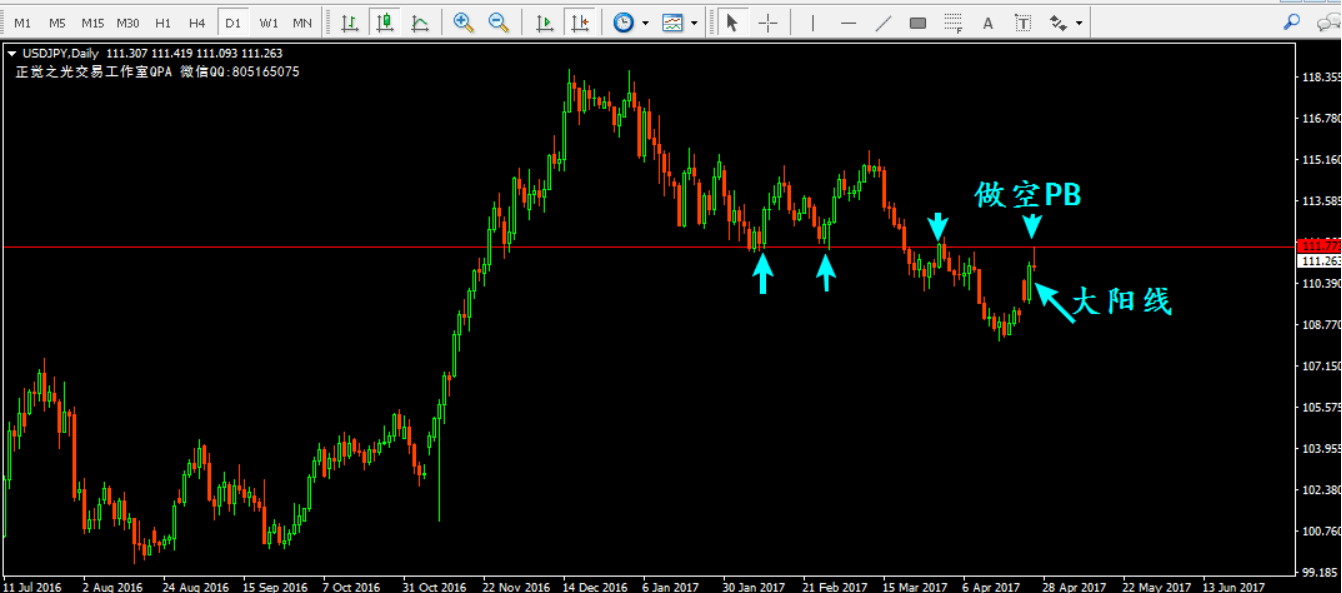 M1 M5 M15 M30 H1 H4 D1 W1 MN
USDJPY,Daily 111.307 111.419 111.093 111.263
正觉之光交易工作室QPA 微信QQ:805165075
做空PB
大阳线
118.355
116.780
115.160
113.585
111.773
111.263
110.390
108.770
107.150
105.575
103.955
102.380
100.760
99.185
11 Jul 2016 2 Aug 2016 24 Aug 2016 15 Sep 2016 7 Oct 2016 31 Oct 2016 22 Nov 2016 14 Dec 2016 6 Jan 2017 30 Jan 2017 21 Feb 2017 15 Mar 2017 6 Apr 2017 28 Apr 2017 22 May 2017 13 Jun 2017